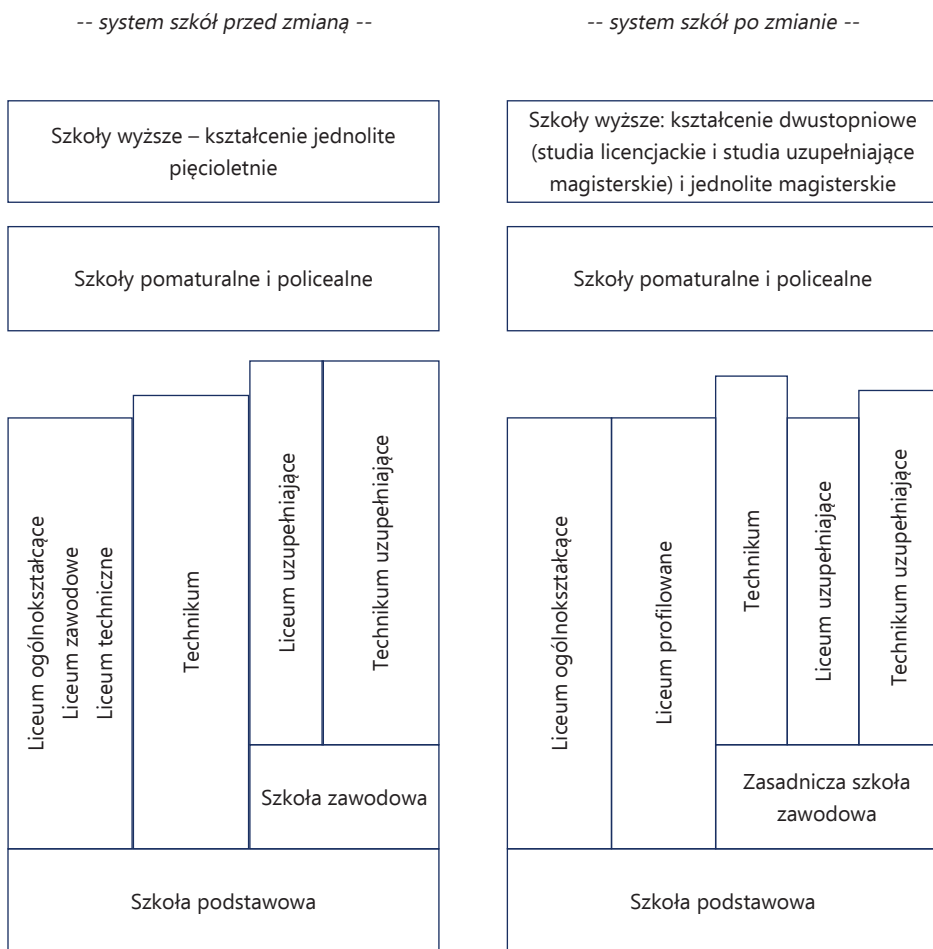 -- system szkół przed zmianą --
Szkoły wyższe – kształcenie jednolite
pięcioletnie
Szkoły pomaturalne i policealne
Liceum ogólnokształcące
Liceum zawodowe
Liceum techniczne
Technikum
Liceum uzupełniające
Technikum uzupełniające
Szkoła zawodowa
Szkoła podstawowa
-- system szkół po zmianie --
Szkoły wyższe: kształcenie dwustopniowe
(studia licencjackie i studia uzupełniające
magisterskie) i jednolite magisterskie
Szkoły pomaturalne i policealne
Liceum ogólnokształcące
Liceum profilowane
Technikum
Liceum uzupełniające
Technikum uzupełniające
Zasadnicza szkoła
zawodowa
Szkoła podstawowa